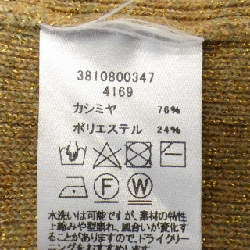 3810800347
4169
カシミヤ 76%
ポリエステル 24%
F W
水洗いは可能ですが、素材の特性
上縮みや型崩れ、風合いが変化する
ことがありますので、ドライクリー